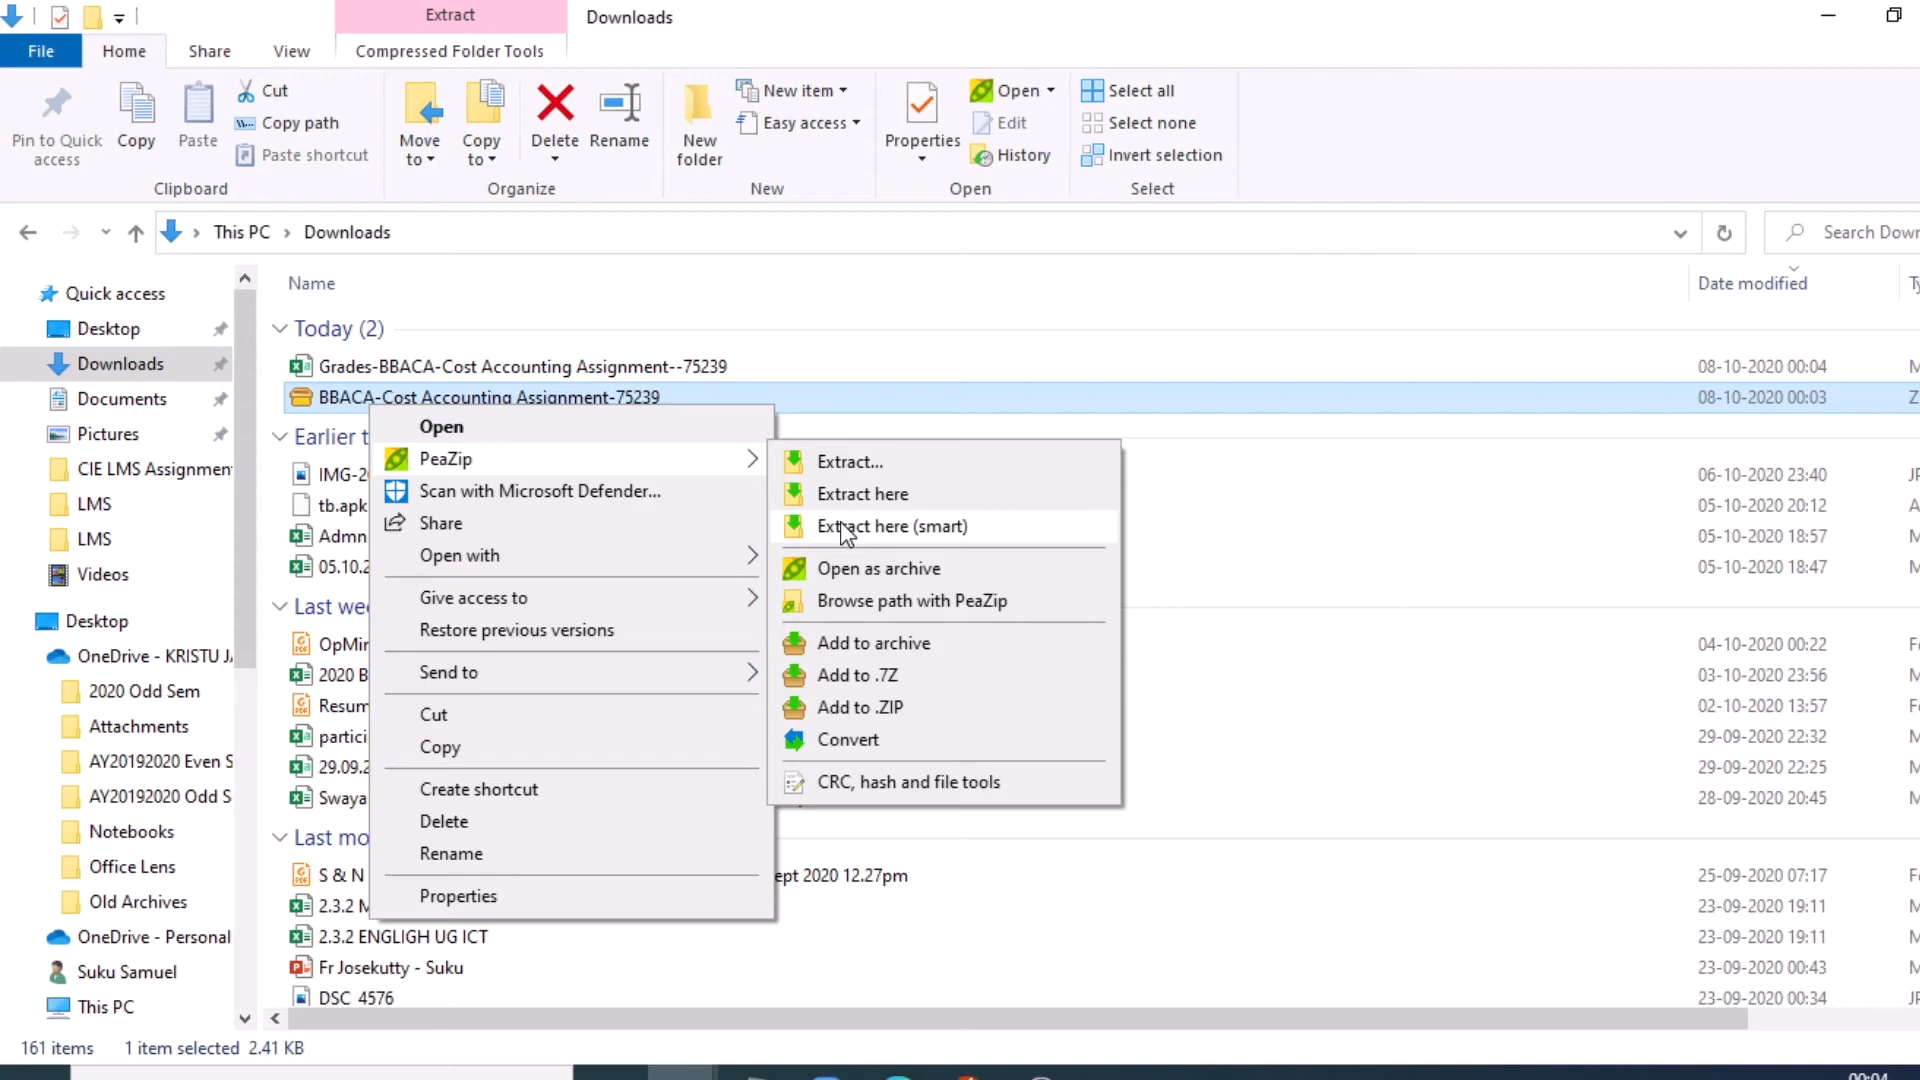 Extract
Downloads
File
Home
Share
View
Compressed Folder Tools
Pin to Quick access
Copy
Paste
Cut
Copy path
Paste shortcut
Clipboard
Move to
Copy to
Delete
Rename
Organize
New folder
New item
Easy access
New
Properties
Open
Edit
History
Open
Select all
Select none
Invert selection
Select
This PC > Downloads
Search Down
Name
Date modified
Ty
Quick access
Desktop
Downloads
Documents
Pictures
CIE LMS Assignmen
LMS
LMS
Videos
Desktop
OneDrive - KRISTU JA
2020 Odd Sem
Attachments
AY20192020 Even S
AY20192020 Odd S
Notebooks
Office Lens
Old Archives
OneDrive - Personal
Suku Samuel
This PC
Today (2)
Grades-BBACA-Cost Accounting Assignment--75239 08-10-2020 00:04 M
BBACA-Cost Accounting Assignment-75239 08-10-2020 00:03 Z
Earlier t
IMG-2 06-10-2020 23:40 JP
tb.apk 05-10-2020 20:12 A
Admn 05-10-2020 18:57 M
05.10.2 05-10-2020 18:47 M
Last we
OpMin 04-10-2020 00:22 Fo
2020 B 03-10-2020 23:56 M
Resum 02-10-2020 13:57 Fo
partici 29-09-2020 22:32 M
29.09.2 29-09-2020 22:25 M
Swaya 28-09-2020 20:45 M
Last mo
S & N ept 2020 12.27pm 25-09-2020 07:17 Fo
2.3.2 M 23-09-2020 19:11 M
2.3.2 ENGLIGH UG ICT 23-09-2020 19:11 M
Fr Josekutty - Suku 23-09-2020 00:43 M
DSC_4576 23-09-2020 00:34 JP
Open
PeaZip
Scan with Microsoft Defender...
Share
Open with
Give access to
Restore previous versions
Send to
Cut
Copy
Create shortcut
Delete
Rename
Properties
Extract...
Extract here
Extract here (smart)
Open as archive
Browse path with PeaZip
Add to archive
Add to .7Z
Add to .ZIP
Convert
CRC, hash and file tools
161 items 1 item selected 2.41 KB
00:04